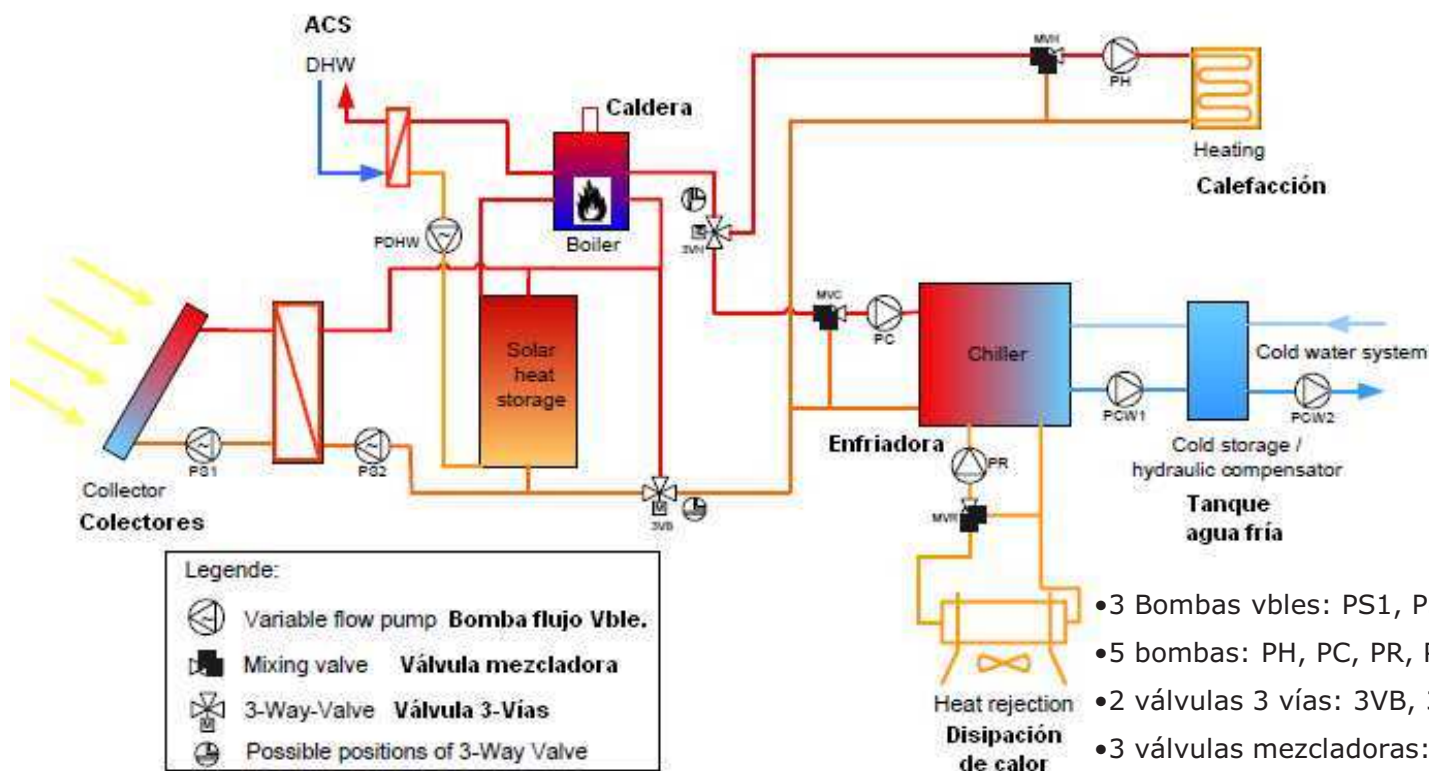 ACS
DHW
Caldera
Boiler
PDHW
MVH
PH
Heating
Calefacción
M
3VH
MVC
PC
Chiller
Enfriadora
Solar
heat
storage
PS1
PS2
Collector
Colectores
M
3VB
PR
MVR
Heat rejection
Disipación
de calor
PCW1
PCW2
Cold water system
Cold storage /
hydraulic compensator
Tanque
agua fría
Legende:
Variable flow pump Bomba flujo Vble.
Mixing valve Válvula mezcladora
M
3-Way-Valve Válvula 3-Vías
Possible positions of 3-Way Valve
•3 Bombas vbles: PS1,
•5 bombas: PH, PC, PR,
•2 válvulas 3 vías: 3VB,
•3 válvulas mezcladoras: